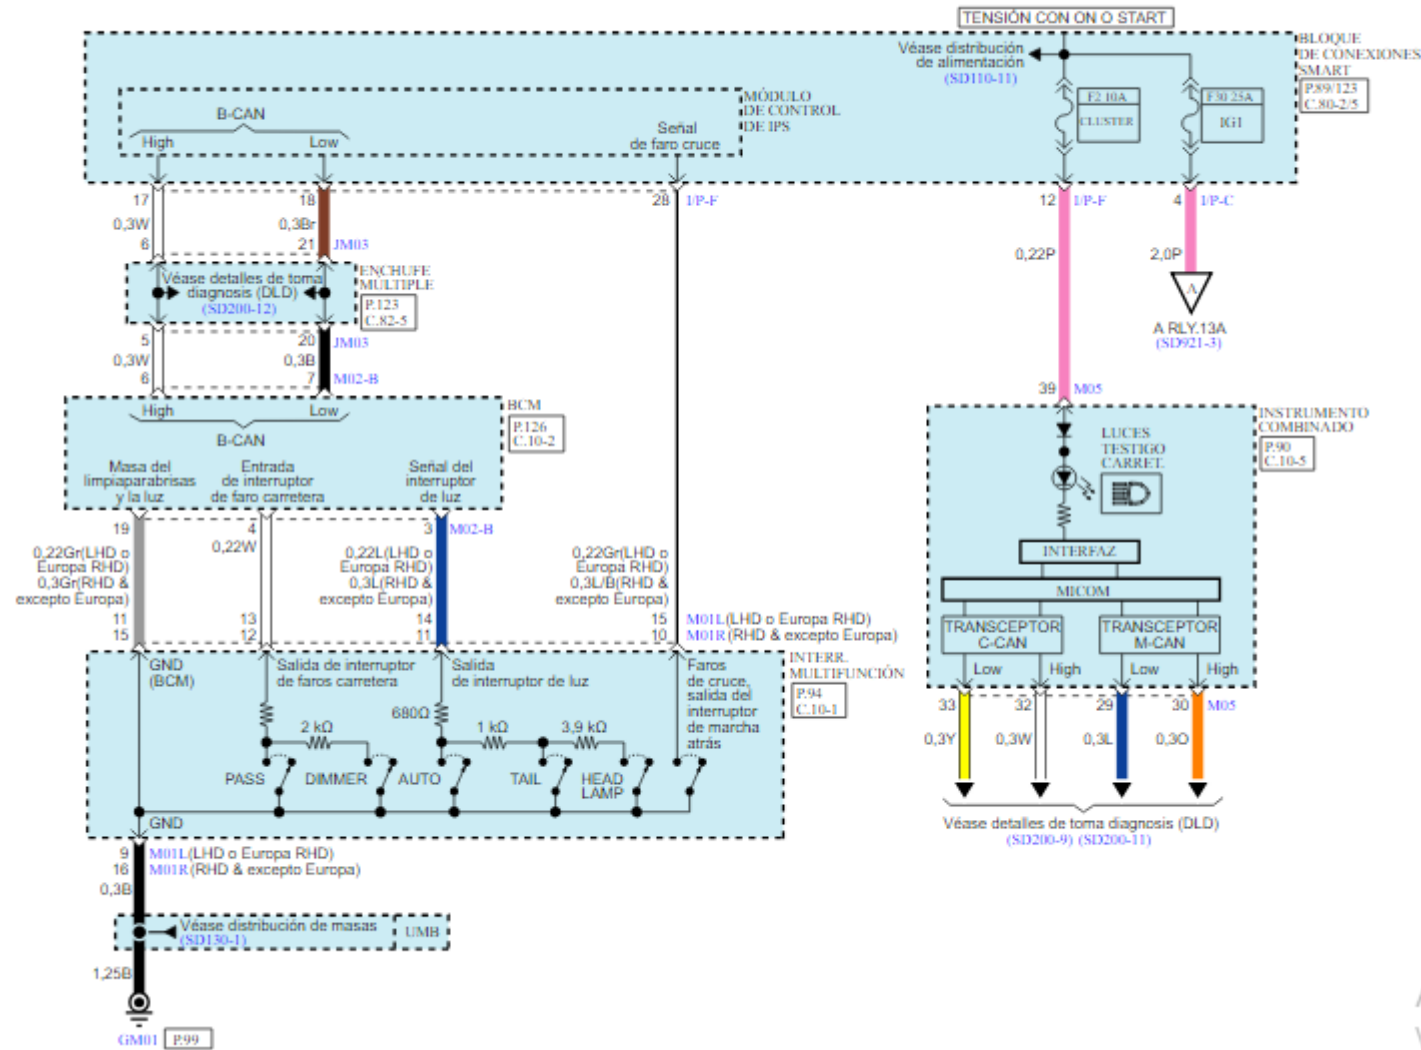 TENSIÓN CON ON O START
BLOQUE
DE CONEXIONES
SMART
P.89/123
C.80-2/5
Véase distribución
de alimentación
(SD110-11)
F2 10A
CLUSTER
F30 25A
IG1
MÓDULO
DE CONTROL
DE IPS
B-CAN
High
Low
Señal
de faro cruce
17
18
28
I/P-F
12
I/P-F
4
I/P-C
0,3W
0,3Br
6
21
JM03
0,22P
2,0P
Véase detalles de toma
diagnosis (DLD)
(SD200-12)
ENCHUFE
MÚLTIPLE
P.123
C.82-5
A
A RLY.13A
(SD921-3)
5
20
JM03
0,3W
0,3B
6
7
M02-B
39
M05
High
Low
B-CAN
BCM
P.126
C.10-2
Masa del
limpiaparabrisas
y la luz
Entrada
de interruptor
de faro carretera
Señal del
interruptor
de luz
INSTRUMENTO
COMBINADO
P.90
C.10-5
LUCES
TESTIGO
CARRET.
INTERFAZ
MICOM
TRANSCEPTOR
C-CAN
TRANSCEPTOR
M-CAN
Low
High
Low
High
19
4
3
M02-B
0,22Gr(LHD o
Europa RHD)
0,3Gr(RHD &
excepto Europa)
0,22W
0,22L(LHD o
Europa RHD)
0,3L(RHD &
excepto Europa)
0,22Gr(LHD o
Europa RHD)
0,3L/B(RHD &
excepto Europa)
11
13
14
15
M01L(LHD o Europa RHD)
15
12
11
10
M01R(RHD & excepto Europa)
GND
(BCM)
Salida de interruptor
de faros carretera
Salida
de interruptor de luz
Faros
de cruce,
salida del
interruptor
de marcha
atrás
INTERR.
MULTIFUNCIÓN
P.94
C.10-1
680Ω
2 kΩ
1 kΩ
3,9 kΩ
PASS
DIMMER
AUTO
TAIL
HEAD
LAMP
GND
33
32
29
30
M05
0,3Y
0,3W
0,3L
0,3O
Véase detalles de toma diagnosis (DLD)
(SD200-9) (SD200-11)
9
M01L(LHD o Europa RHD)
16
M01R(RHD & excepto Europa)
0,3B
Véase distribución de masas
(SD130-1)
UMB
1,25B
GM01
P.99